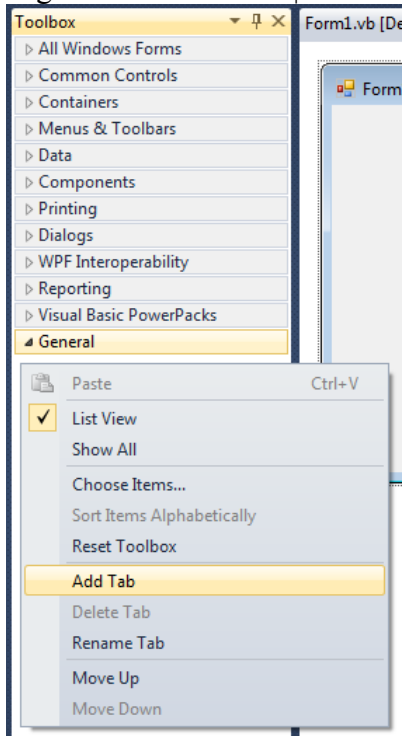 Toolbox
Form1.vb [De
All Windows Forms
Common Controls
Form
Containers
Menus & Toolbars
Data
Components
Printing
Dialogs
WPF Interoperability
Reporting
Visual Basic PowerPacks
General
Paste Ctrl+V
List View
Show All
Choose Items...
Sort Items Alphabetically
Reset Toolbox
Add Tab
Delete Tab
Rename Tab
Move Up
Move Down